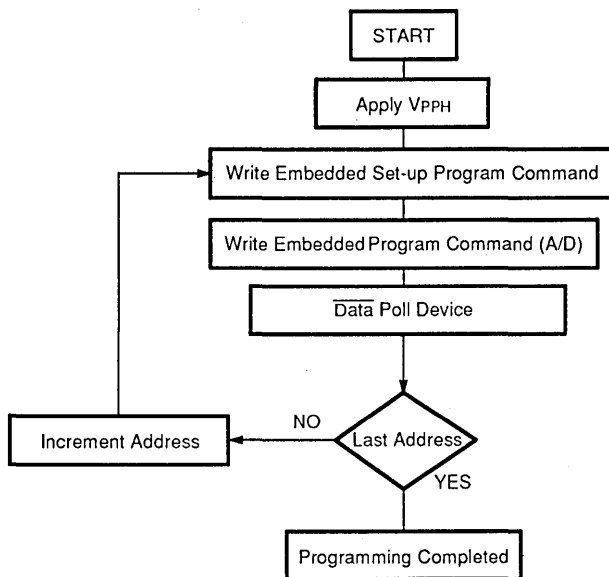 START
Apply VPPH
Write Embedded Set-up Program Command
Write Embedded Program Command (A/D)
Data Poll Device
Last Address
NO
Increment Address
YES
Programming Completed